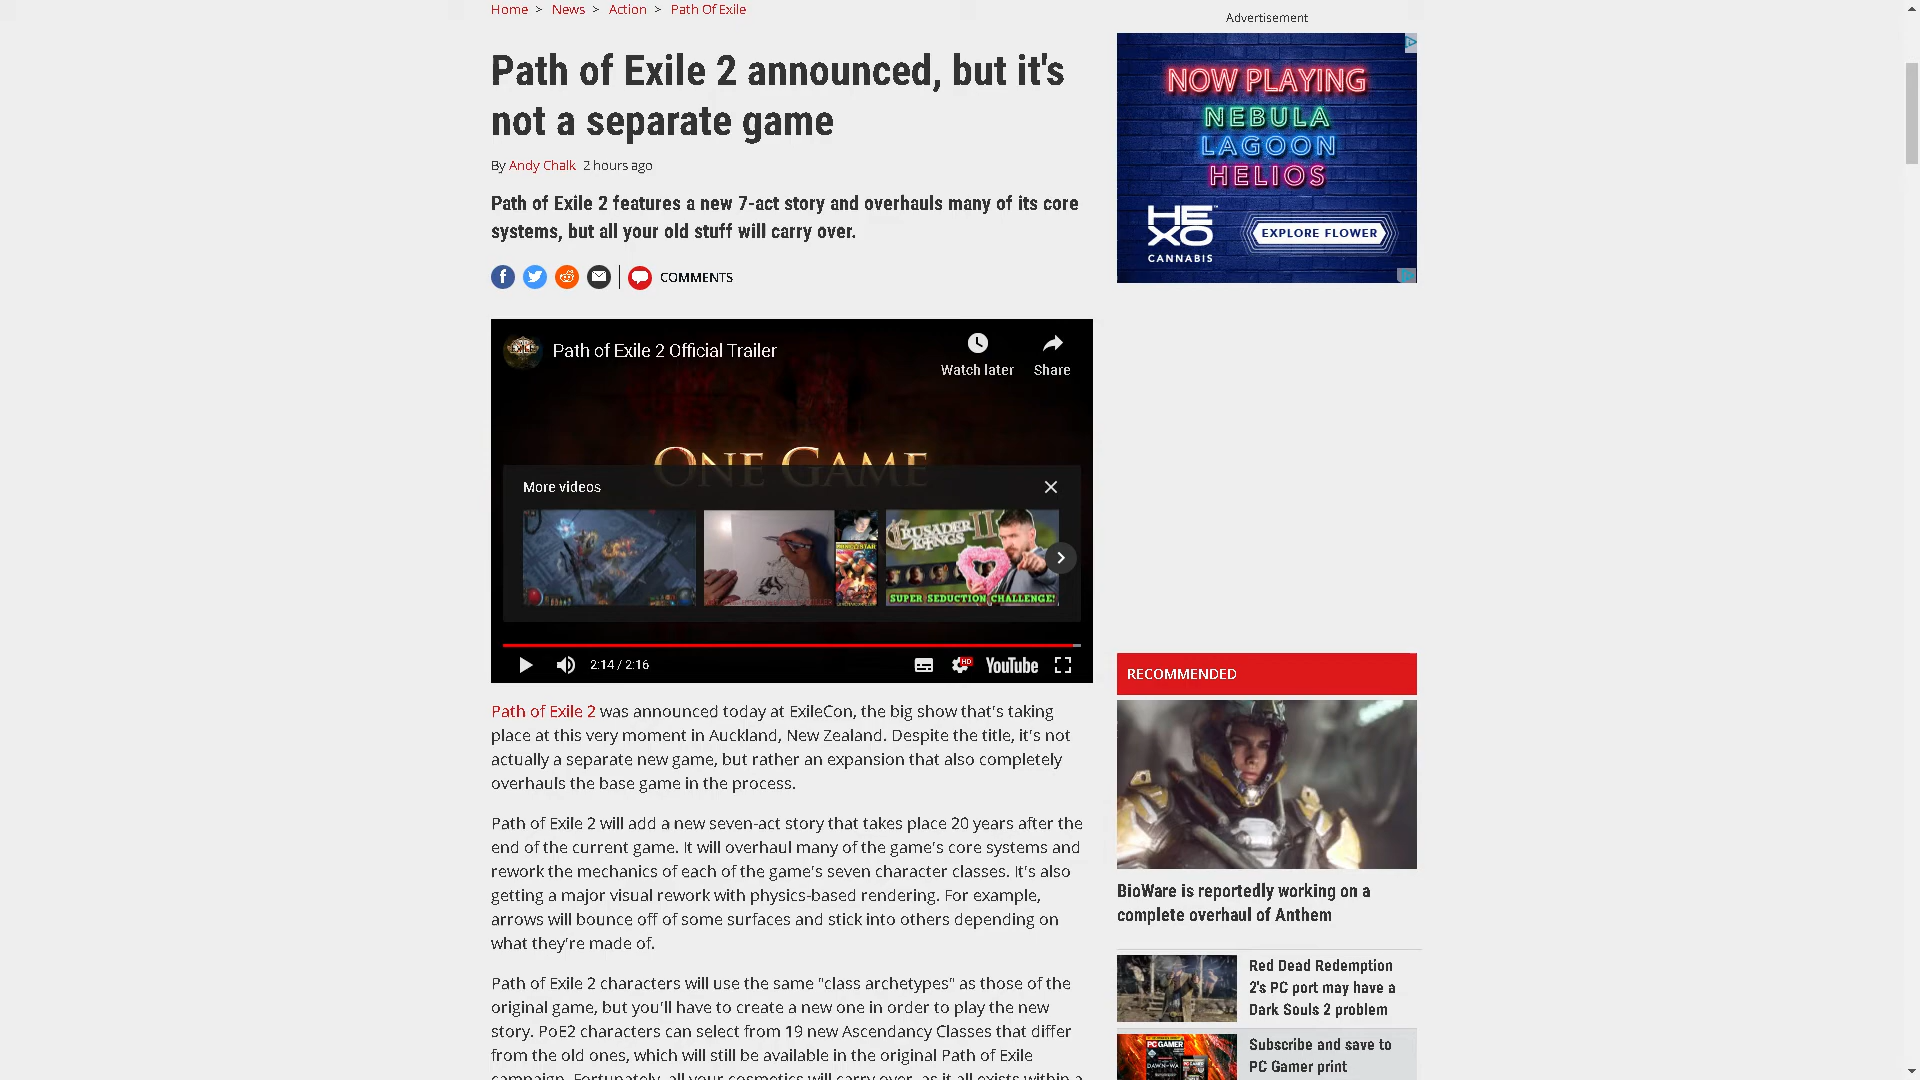 Home > News > Action > Path Of Exile
Path of Exile 2 announced, but it's
not a separate game
By Andy Chalk 2 hours ago
Path of Exile 2 features a new 7-act story and overhauls many of its core
systems, but all your old stuff will carry over.
COMMENTS
Path of Exile 2 Official Trailer
Watch later
Share
ONE GAME
More videos
CRUSADER KINGS II
SUPER SEDUCTION CHALLENGE!
2:14 / 2:16
HD
YouTube
Path of Exile 2 was announced today at ExileCon, the big show that's taking
place at this very moment in Auckland, New Zealand. Despite the title, it's not
actually a separate new game, but rather an expansion that also completely
overhauls the base game in the process.
Path of Exile 2 will add a new seven-act story that takes place 20 years after the
end of the current game. It will overhaul many of the game's core systems and
rework the mechanics of each of the game's seven character classes. It's also
getting a major visual rework with physics-based rendering. For example,
arrows will bounce off of some surfaces and stick into others depending on
what they're made of.
Path of Exile 2 characters will use the same "class archetypes" as those of the
original game, but you'll have to create a new one in order to play the new
story. PoE2 characters can select from 19 new Ascendancy Classes that differ
from the old ones, which will still be available in the original Path of Exile
campaign. Fortunately, all your cosmetics will carry over, as it all exists within a
Advertisement
NOW PLAYING
NEBULA
LAGOON
HELIOS
HEXO
CANNABIS
EXPLORE FLOWER
RECOMMENDED
BioWare is reportedly working on a
complete overhaul of Anthem
Red Dead Redemption
2's PC port may have a
Dark Souls 2 problem
PC GAMER
Subscribe and save to
PC Gamer print